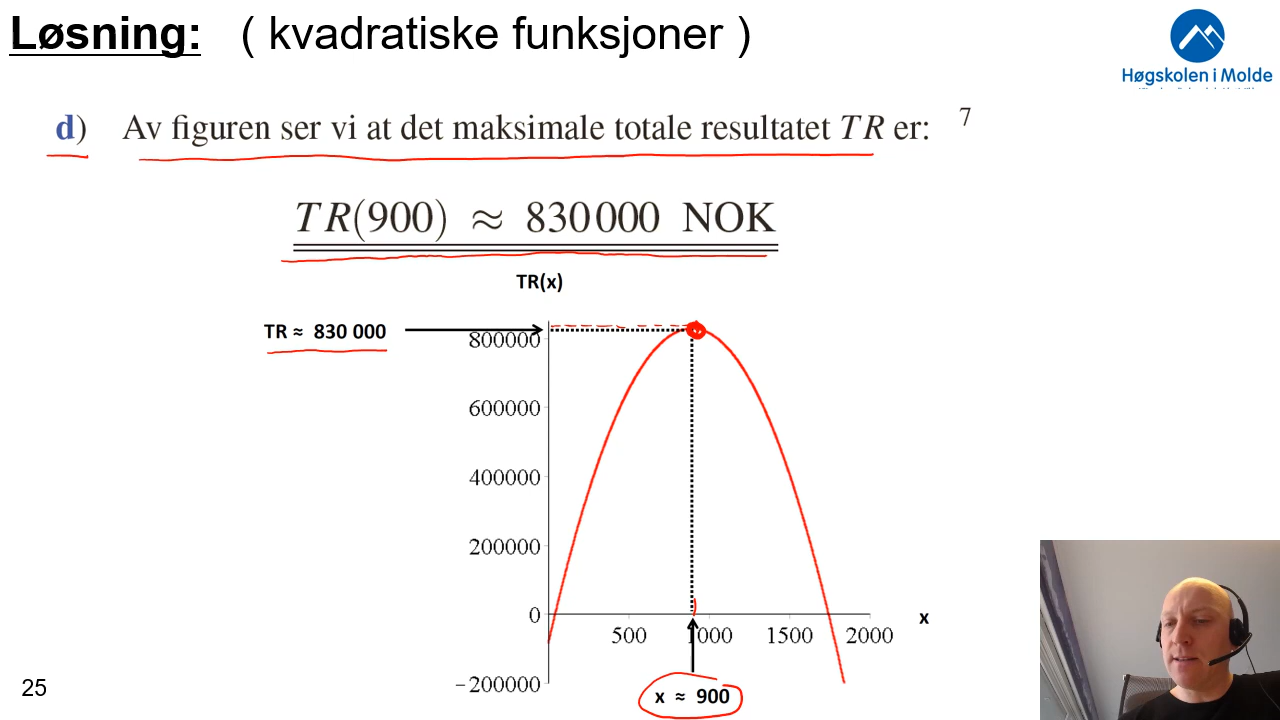 Løsning: ( kvadratiske funksjoner )
Høgskolen i Molde
d) Av figuren ser vi at det maksimale totale resultatet TR er: 7
TR(900) ≈ 830000 NOK
TR(x)
TR ≈ 830 000
800000
600000
400000
200000
0
500 1000 1500 2000
x
−200000
x ≈ 900
25